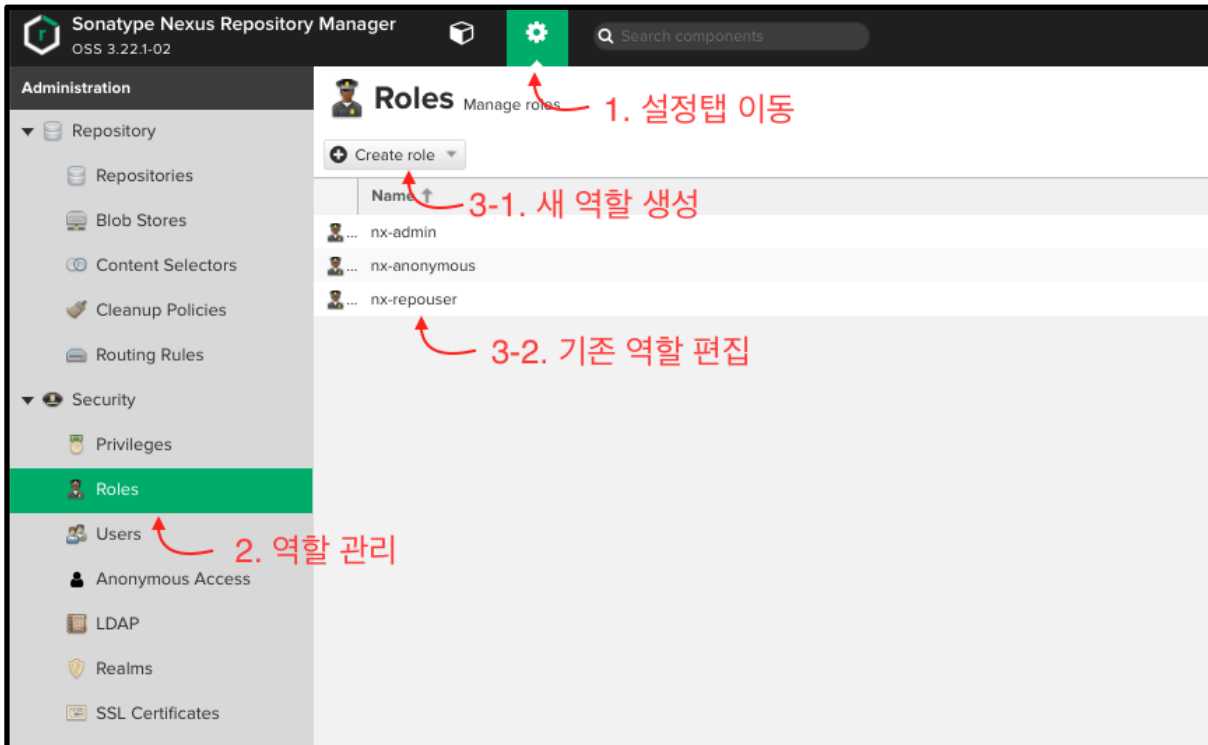 Sonatype Nexus Repository Manager
OSS 3.22.1-02
Search components
Administration
Repository
Repositories
Blob Stores
Content Selectors
Cleanup Policies
Routing Rules
Security
Privileges
Roles
Users
Anonymous Access
LDAP
Realms
SSL Certificates
Roles Manage roles
1. 설정탭 이동
Create role
3-1. 새 역할 생성
Name
... nx-admin
... nx-anonymous
... nx-repouser
3-2. 기존 역할 편집
2. 역할 관리